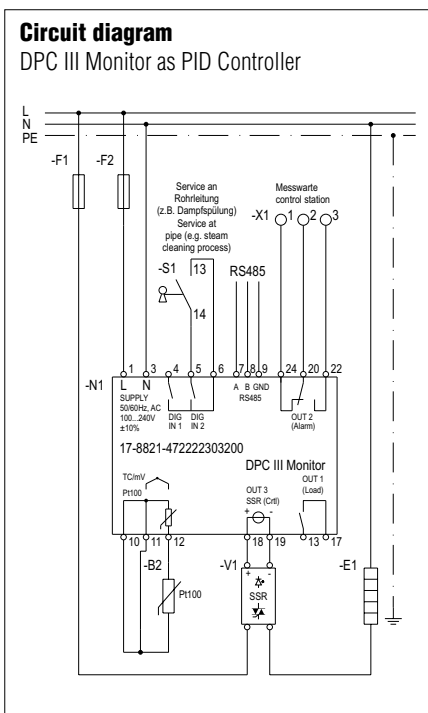 Circuit diagram
DPC III Monitor as PID Controller
L
N
PE
-F1
-F2
Service an
Rohrleitung
(z.B. Dampfspülung)
Service at
pipe (e.g. steam
cleaning process)
Messwarte
control station
-X1 1 2 3
-S1 13
14
RS485
1 3 4 5 6 7 8 9 24 20 22
-N1
L N
SUPPLY
50/60Hz, AC
100...240V
±10%
DIG
IN 1
DIG
IN 2
A B GND
RS485
OUT 2
(Alarm)
17-8821-472222303200
DPC III Monitor
TC/mV
Pt100
OUT 3
SSR (Crtl)
+ -
OUT 1
(Load)
10 11 12 18 19 13 17
-B2
Pt100
-V1
+ -
SSR
-E1